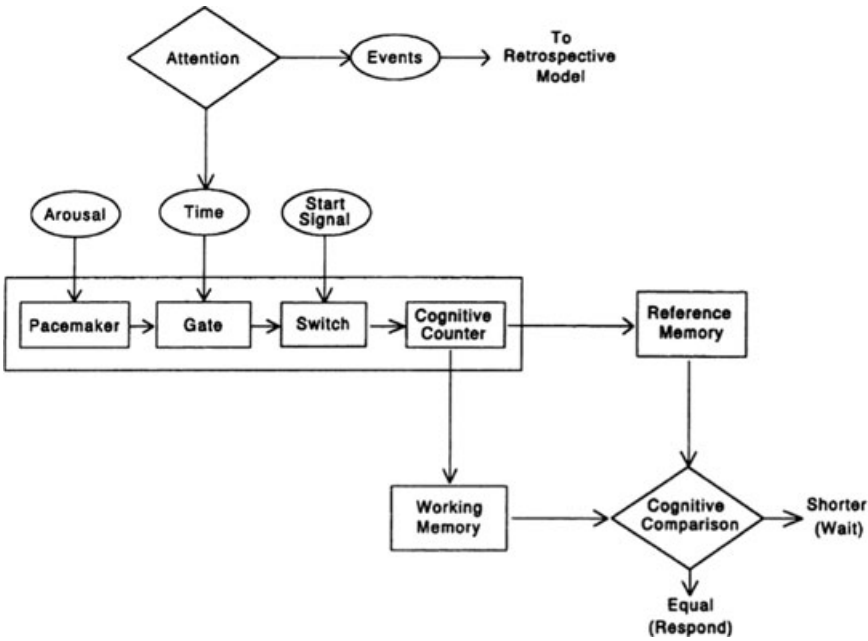 Attention
Events
To
Retrospective
Model
Arousal
Time
Start
Signal
Pacemaker
Gate
Switch
Cognitive
Counter
Reference
Memory
Working
Memory
Cognitive
Comparison
Shorter
(Wait)
Equal
(Respond)